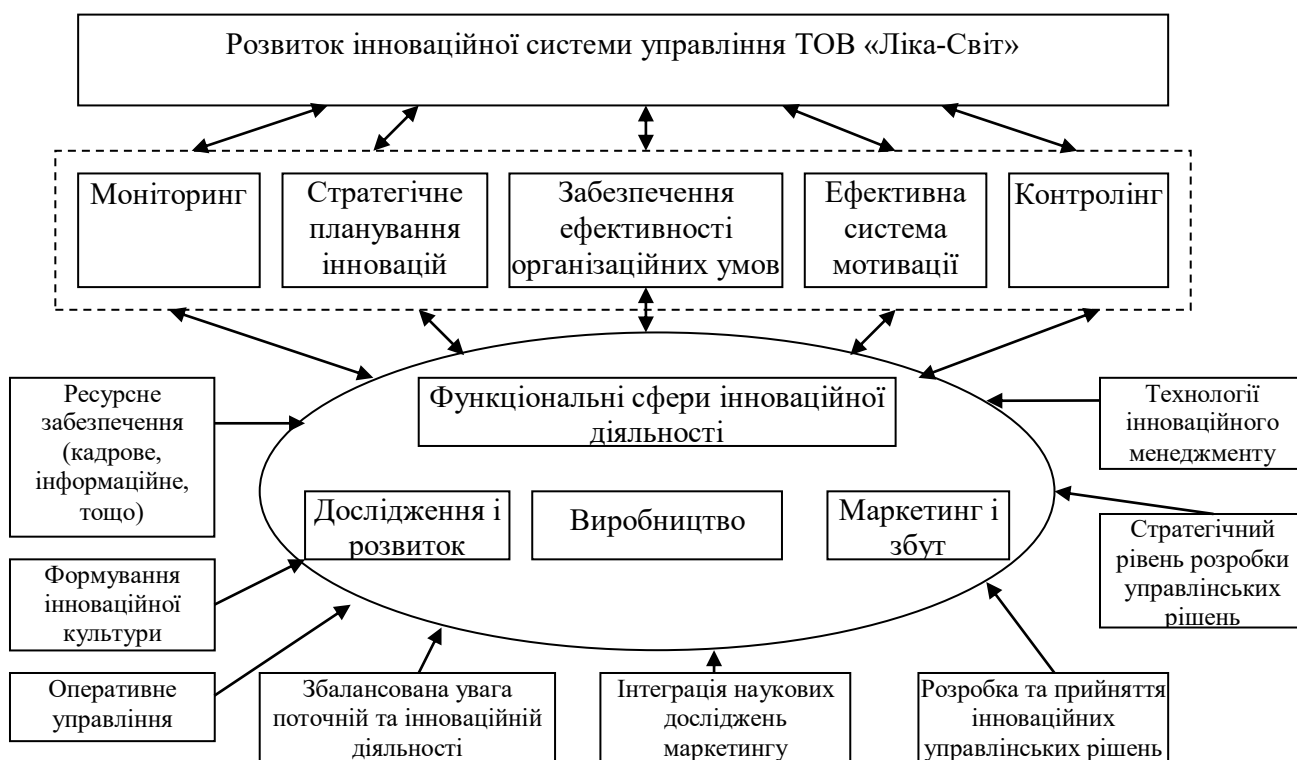 Розвиток інноваційної системи управління ТОВ «Ліка-Світ»
Моніторинг
Стратегічне
планування
інновацій
Забезпечення
ефективності
організаційних умов
Ефективна
система
мотивації
Контролінг
Функціональні сфери інноваційної
діяльності
Дослідження і
розвиток
Виробництво
Маркетинг і
збут
Ресурсне
забезпечення
(кадрове,
інформаційне,
тощо)
Формування
інноваційної
культури
Оперативне
управління
Збалансована увага
поточній та інноваційній
діяльності
Інтеграція наукових
досліджень
маркетингу
Розробка та прийняття
інноваційних
управлінських рішень
Технології
інноваційного
менеджменту
Стратегічний
рівень розробки
управлінських
рішень